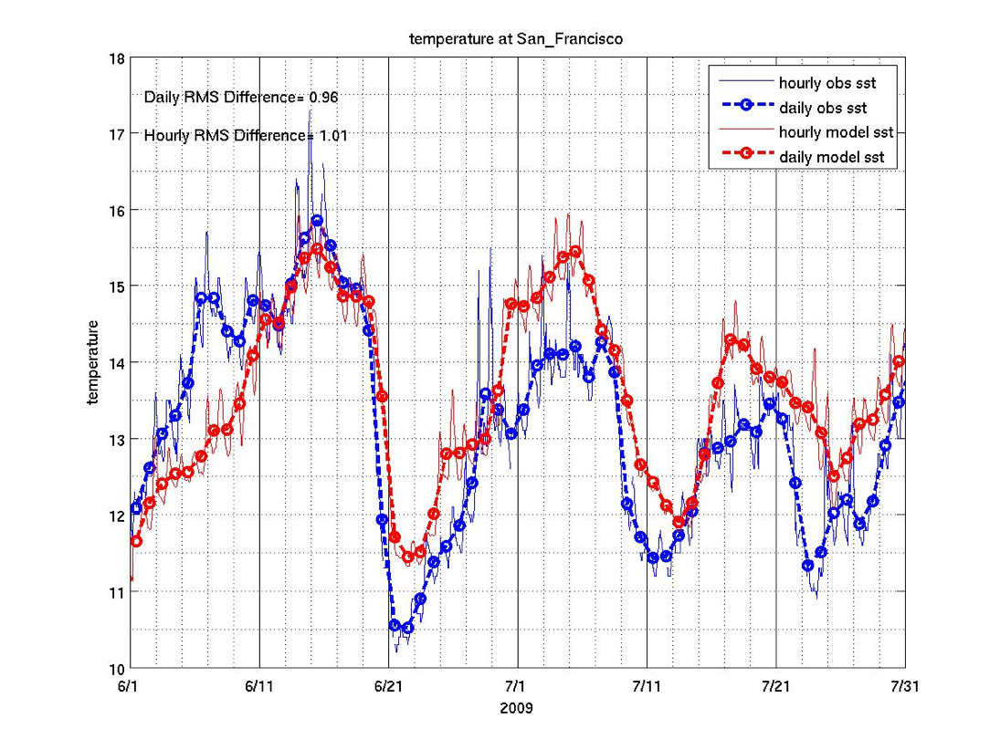 temperature at San_Francisco
18
Daily RMS Difference= 0.96
Hourly RMS Difference= 1.01
hourly obs sst
daily obs sst
hourly model sst
daily model sst
17
16
15
14
13
12
11
10
temperature
6/1
6/11
6/21
7/1
7/11
7/21
7/31
2009